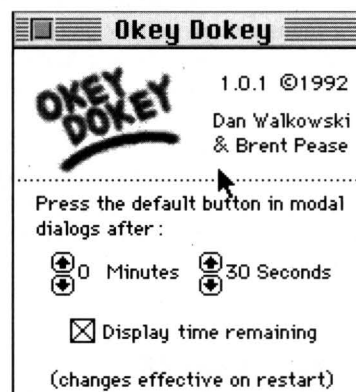 Okey Dokey
OKEY
DOKEY
1.0.1 ©1992
Dan Walkowski
& Brent Pease
Press the default button in modal
dialogs after :
0 Minutes 30 Seconds
Display time remaining
(changes effective on restart)